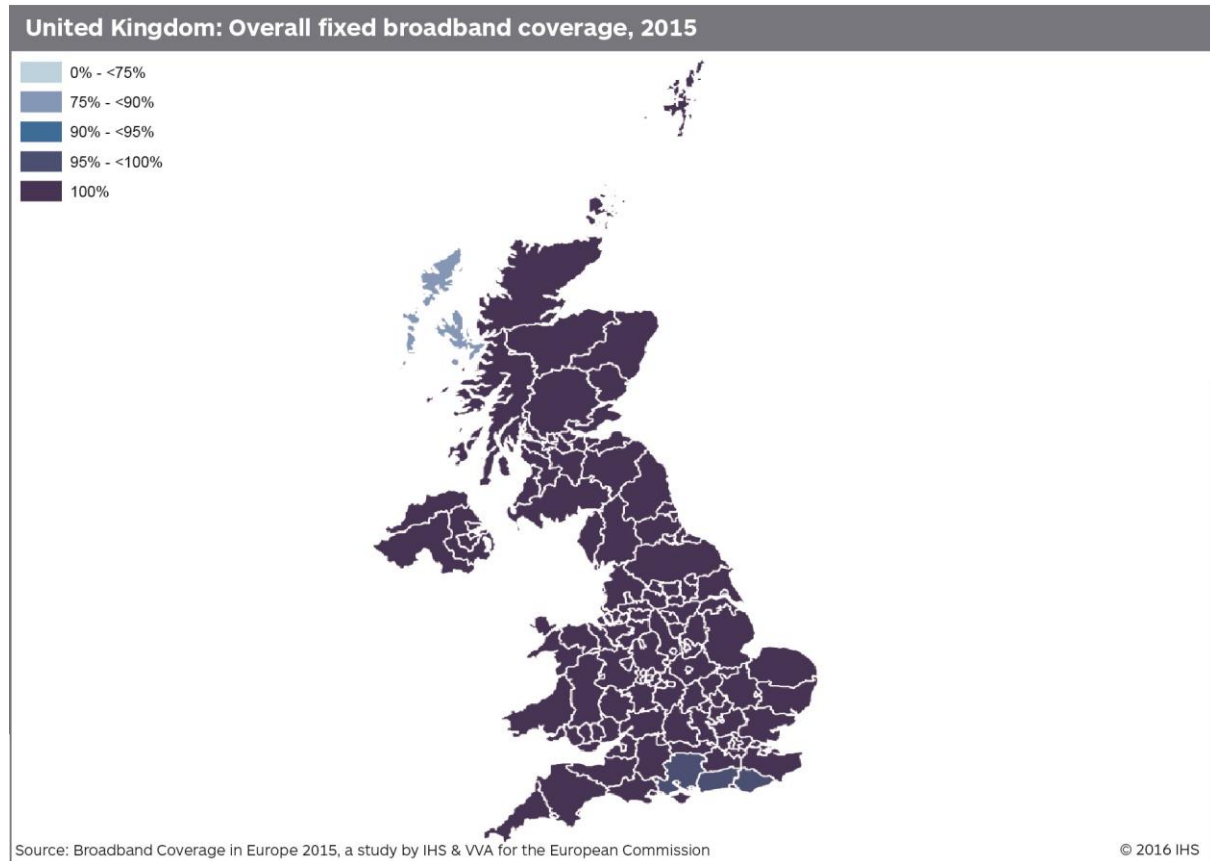 United Kingdom: Overall fixed broadband coverage, 2015
0% - <75%
75% - <90%
90% - <95%
95% - <100%
100%
Source: Broadband Coverage in Europe 2015, a study by IHS & VVA for the European Commission
© 2016 IHS